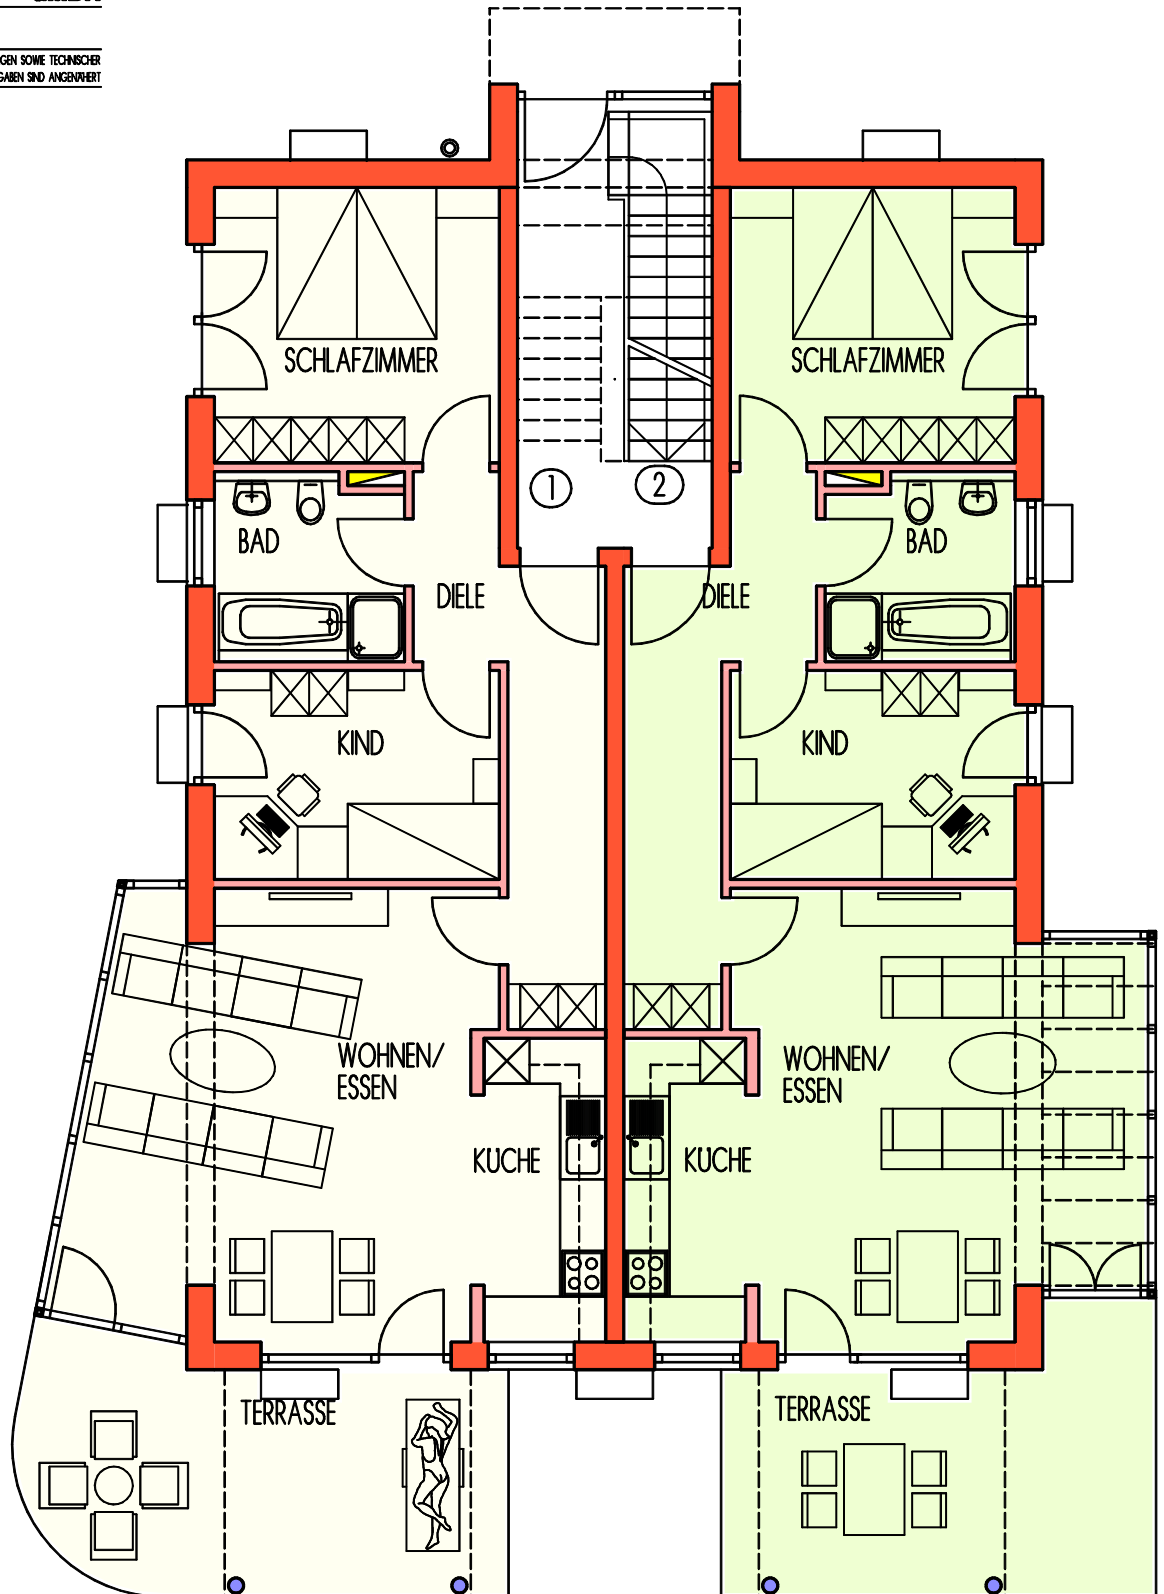 GEN SOWIE TECHNISCHER
GABEN SIND ANGENÄHERT
SCHLAFZIMMER
SCHLAFZIMMER
1
2
BAD
BAD
DIELE
DIELE
KIND
KIND
WOHNEN/
ESSEN
WOHNEN/
ESSEN
KÜCHE
KÜCHE
TERRASSE
TERRASSE